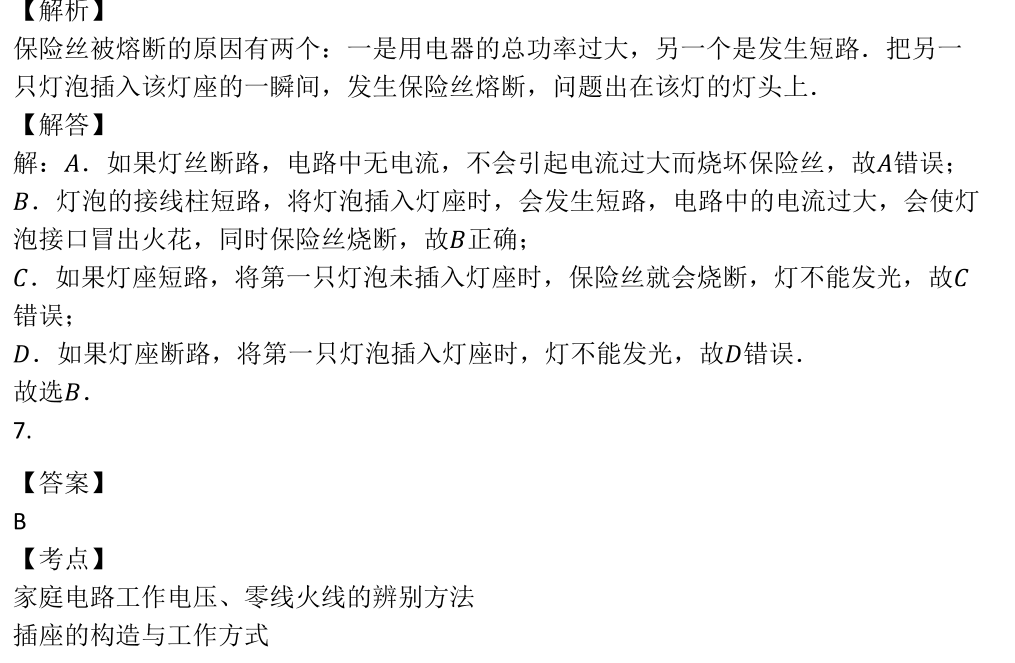 【解析】
保险丝被熔断的原因有两个：一是用电器的总功率过大，另一个是发生短路．把另一
只灯泡插入该灯座的一瞬间，发生保险丝熔断，问题出在该灯的灯头上．
【解答】
解：A．如果灯丝断路，电路中无电流，不会引起电流过大而烧坏保险丝，故A错误；
B．灯泡的接线柱短路，将灯泡插入灯座时，会发生短路，电路中的电流过大，会使灯
泡接口冒出火花，同时保险丝烧断，故B正确；
C．如果灯座短路，将第一只灯泡未插入灯座时，保险丝就会烧断，灯不能发光，故C
错误；
D．如果灯座断路，将第一只灯泡插入灯座时，灯不能发光，故D错误．
故选B．
7.
【答案】
B
【考点】
家庭电路工作电压、零线火线的辨别方法
插座的构造与工作方式